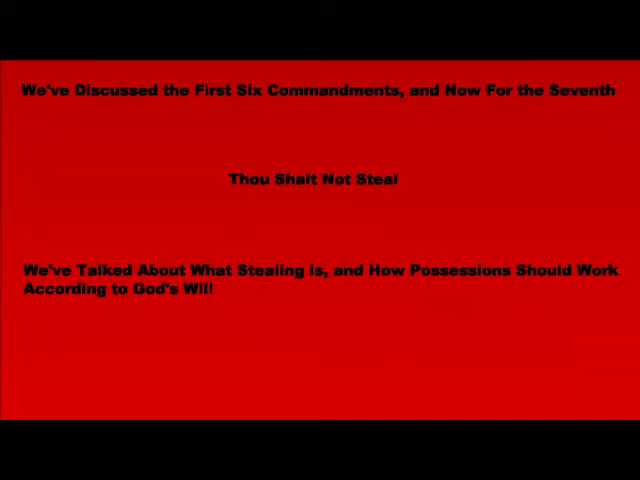 We've Discussed the First Six Commandments, and Now For the Seventh
Thou Shalt Not Steal
We've Talked About What Stealing Is, and How Possessions Should Work
According to God's Will